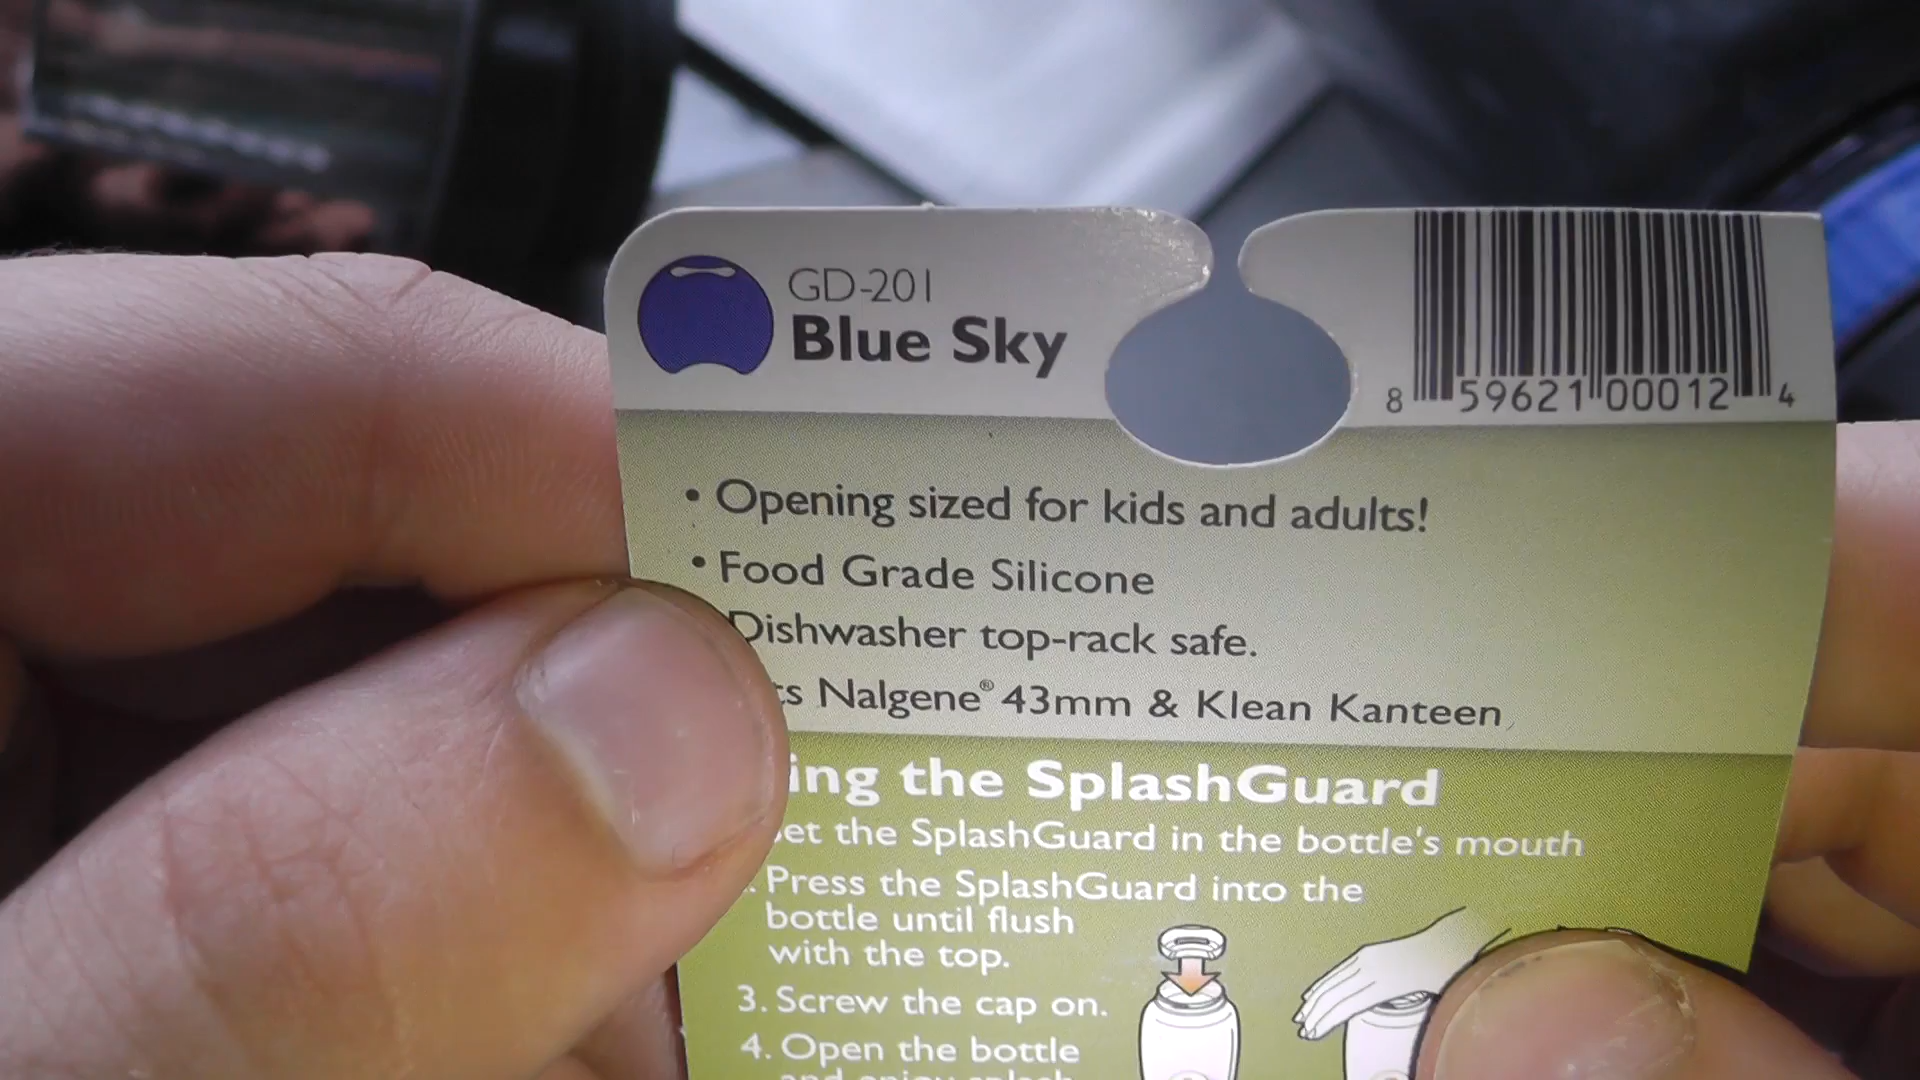 GD-201
Blue Sky
8 59621 00012 4
• Opening sized for kids and adults!
• Food Grade Silicone
Dishwasher top-rack safe.
Nalgene® 43mm & Klean Kanteen
the SplashGuard
the SplashGuard in the bottle's mouth
Press the SplashGuard into the
bottle until flush
with the top.
3. Screw the cap on.
4. Open the bottle